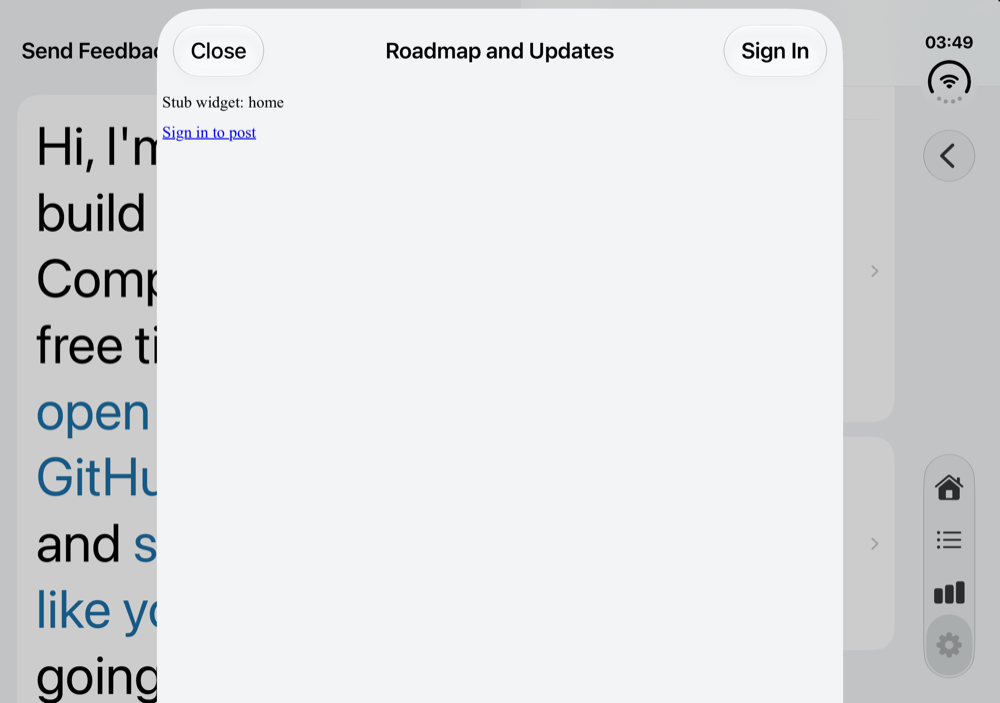 Send Feedba
Close
Roadmap and Updates
Sign In
03:49
Stub widget: home
Sign in to post
Hi, I'm
build
Comp
free ti
open
GitHu
and s
like yo
going